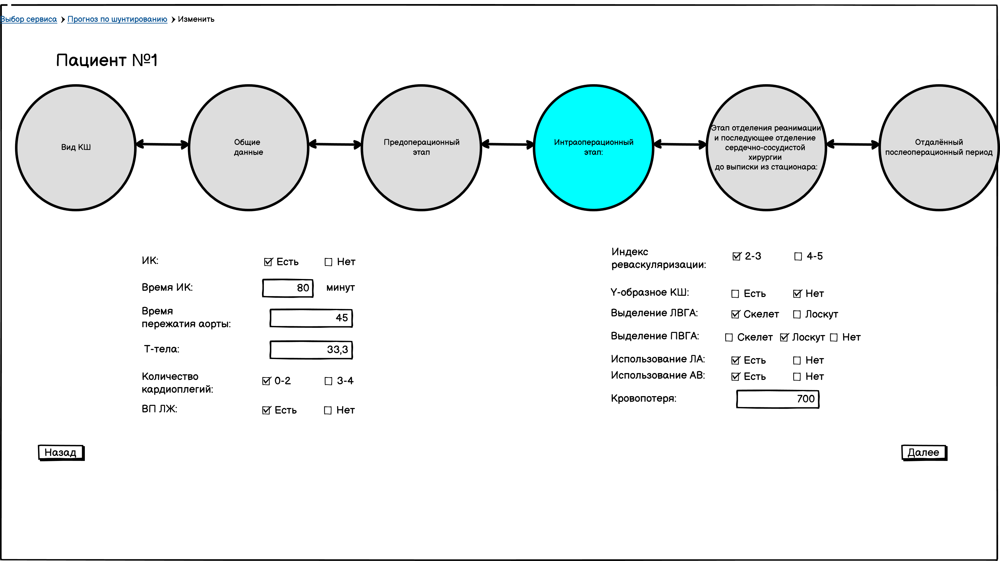 Выбор сервиса
Прогноз по шунтированию
Изменить
Пациент №1
Вид КШ
Общие
данные
Предоперационный
этап
Интраоперационный
этап:
Этап отделения реанимации
и последующее отделение
сердечно-сосудистой
хирургии
до выписки из стационара:
Отдалённый
послеоперационный период
ИК:
Есть
Нет
Время ИК:
80
минут
Время
пережатия аорты:
45
Т-тела:
33,3
Количество
кардиоплегий:
0-2
3-4
ВП ЛЖ:
Есть
Нет
Индекс
реваскуляризации:
2-3
4-5
Y-образное КШ:
Есть
Нет
Выделение ЛВГА:
Скелет
Лоскут
Выделение ПВГА:
Скелет
Лоскут
Нет
Использование ЛА:
Есть
Нет
Использование АВ:
Есть
Нет
Кровопотеря:
700
Назад
Далее